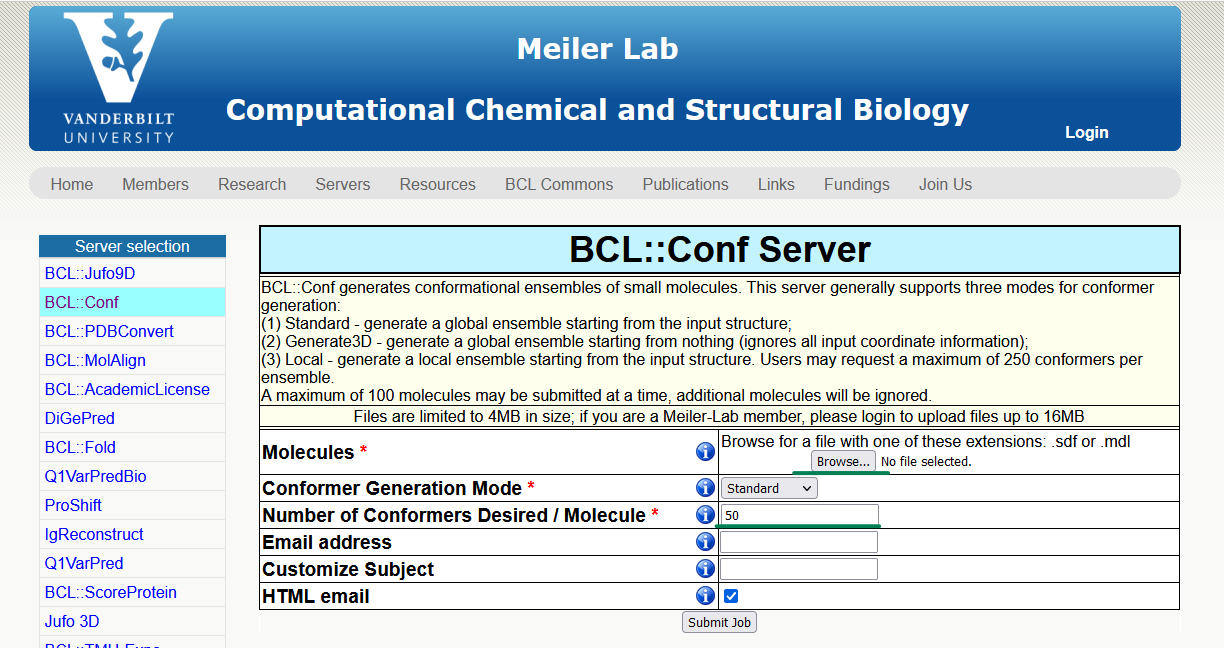 Meiler Lab
VANDERBILT
UNIVERSITY
Computational Chemical and Structural Biology
Login
Home Members Research Servers Resources BCL Commons Publications Links Fundings Join Us
Server selection
BCL::Jufo9D
BCL::Conf
BCL::PDBConvert
BCL::MolAlign
BCL::AcademicLicense
DiGePred
BCL::Fold
Q1VarPredBio
ProShift
IgReconstruct
Q1VarPred
BCL::ScoreProtein
Jufo 3D
BCL::Conf Server
BCL::Conf generates conformational ensembles of small molecules. This server generally supports three modes for conformer
generation:
(1) Standard - generate a global ensemble starting from the input structure;
(2) Generate3D - generate a global ensemble starting from nothing (ignores all input coordinate information);
(3) Local - generate a local ensemble starting from the input structure. Users may request a maximum of 250 conformers per
ensemble.
A maximum of 100 molecules may be submitted at a time, additional molecules will be ignored.
Files are limited to 4MB in size; if you are a Meiler-Lab member, please login to upload files up to 16MB
Molecules *
Browse for a file with one of these extensions: .sdf or .mdl
Browse... No file selected.
Conformer Generation Mode * Standard
Number of Conformers Desired / Molecule * 50
Email address
Customize Subject
HTML email
Submit Job